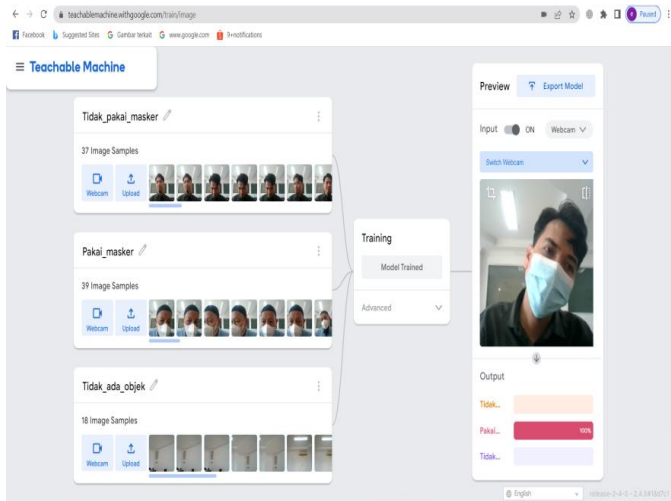 teachablemachine.withgoogle.com/train/image
Paused
Facebook
Suggested Sites
Gambar terkait
www.google.com
9+notifications
Teachable Machine
Tidak_pakai_masker
37 Image Samples
Webcam
Upload
Pakai_masker
39 Image Samples
Webcam
Upload
Tidak_ada_objek
18 Image Samples
Webcam
Upload
Training
Model Trained
Advanced
Preview
Export Model
Input
ON
Webcam
Switch Webcam
Output
Tidak...
Pakai...
100%
Tidak...
English